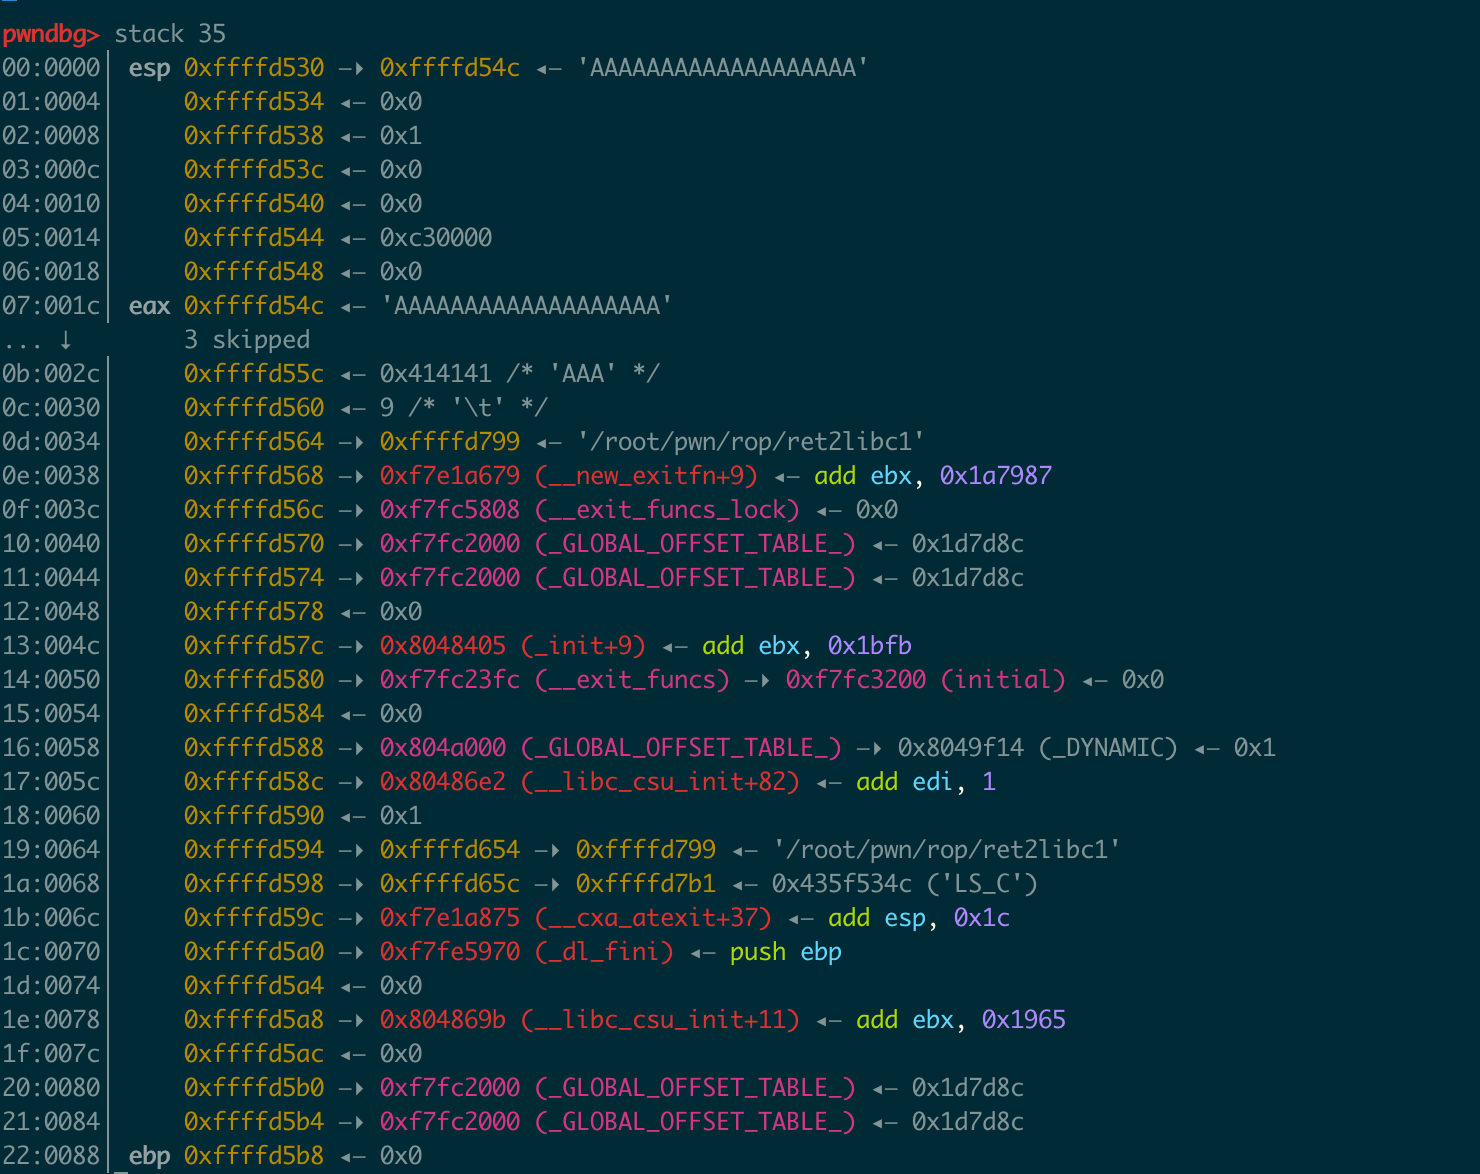 pwndbg> stack 35
00:0000│ esp 0xffffd530 —▸ 0xffffd54c ◂— 'AAAAAAAAAAAAAAAAAAA'
01:0004│     0xffffd534 ◂— 0x0
02:0008│     0xffffd538 ◂— 0x1
03:000c│     0xffffd53c ◂— 0x0
04:0010│     0xffffd540 ◂— 0x0
05:0014│     0xffffd544 ◂— 0xc30000
06:0018│     0xffffd548 ◂— 0x0
07:001c│ eax 0xffffd54c ◂— 'AAAAAAAAAAAAAAAAAAA'
... ↓        3 skipped
0b:002c│     0xffffd55c ◂— 0x414141 /* 'AAA' */
0c:0030│     0xffffd560 ◂— 9 /* '\t' */
0d:0034│     0xffffd564 —▸ 0xffffd799 ◂— '/root/pwn/rop/ret2libc1'
0e:0038│     0xffffd568 —▸ 0xf7e1a679 (__new_exitfn+9) ◂— add ebx, 0x1a7987
0f:003c│     0xffffd56c —▸ 0xf7fc5808 (__exit_funcs_lock) ◂— 0x0
10:0040│     0xffffd570 —▸ 0xf7fc2000 (_GLOBAL_OFFSET_TABLE_) ◂— 0x1d7d8c
11:0044│     0xffffd574 —▸ 0xf7fc2000 (_GLOBAL_OFFSET_TABLE_) ◂— 0x1d7d8c
12:0048│     0xffffd578 ◂— 0x0
13:004c│     0xffffd57c —▸ 0x8048405 (_init+9) ◂— add ebx, 0x1bfb
14:0050│     0xffffd580 —▸ 0xf7fc23fc (__exit_funcs) —▸ 0xf7fc3200 (initial) ◂— 0x0
15:0054│     0xffffd584 ◂— 0x0
16:0058│     0xffffd588 —▸ 0x804a000 (_GLOBAL_OFFSET_TABLE_) —▸ 0x8049f14 (_DYNAMIC) ◂— 0x1
17:005c│     0xffffd58c —▸ 0x80486e2 (__libc_csu_init+82) ◂— add edi, 1
18:0060│     0xffffd590 ◂— 0x1
19:0064│     0xffffd594 —▸ 0xffffd654 —▸ 0xffffd799 ◂— '/root/pwn/rop/ret2libc1'
1a:0068│     0xffffd598 —▸ 0xffffd65c —▸ 0xffffd7b1 ◂— 0x435f534c ('LS_C')
1b:006c│     0xffffd59c —▸ 0xf7e1a875 (__cxa_atexit+37) ◂— add esp, 0x1c
1c:0070│     0xffffd5a0 —▸ 0xf7fe5970 (_dl_fini) ◂— push ebp
1d:0074│     0xffffd5a4 ◂— 0x0
1e:0078│     0xffffd5a8 —▸ 0x804869b (__libc_csu_init+11) ◂— add ebx, 0x1965
1f:007c│     0xffffd5ac ◂— 0x0
20:0080│     0xffffd5b0 —▸ 0xf7fc2000 (_GLOBAL_OFFSET_TABLE_) ◂— 0x1d7d8c
21:0084│     0xffffd5b4 —▸ 0xf7fc2000 (_GLOBAL_OFFSET_TABLE_) ◂— 0x1d7d8c
22:0088│ ebp 0xffffd5b8 ◂— 0x0